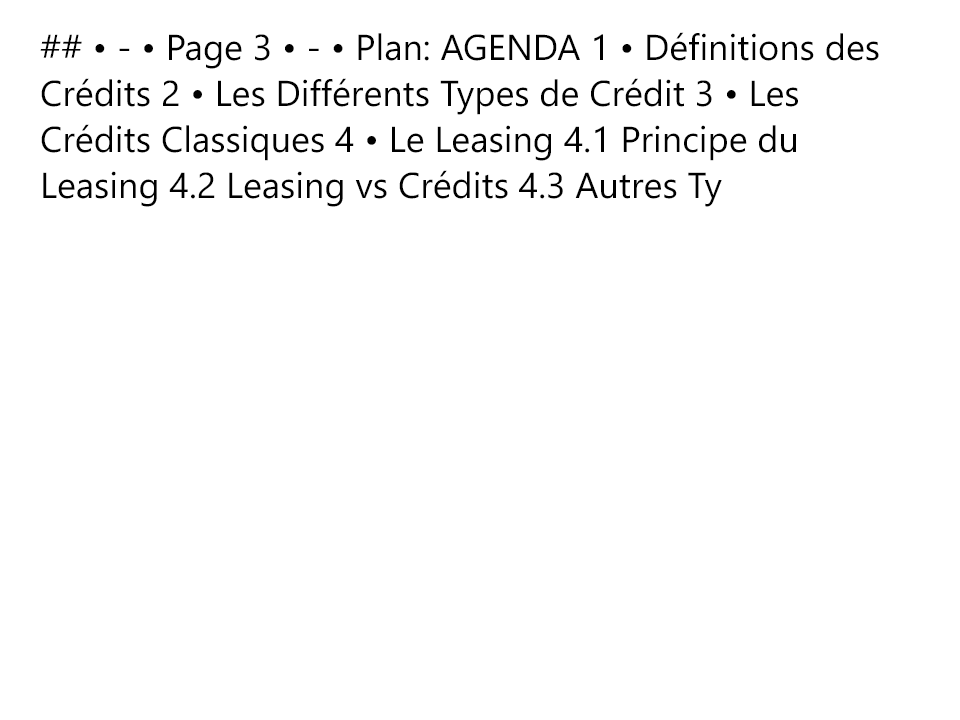 ## • - • Page 3 • - • Plan: AGENDA 1 • Définitions des
Crédits 2 • Les Différents Types de Crédit 3 • Les
Crédits Classiques 4 • Le Leasing 4.1 Principe du
Leasing 4.2 Leasing vs Crédits 4.3 Autres Ty